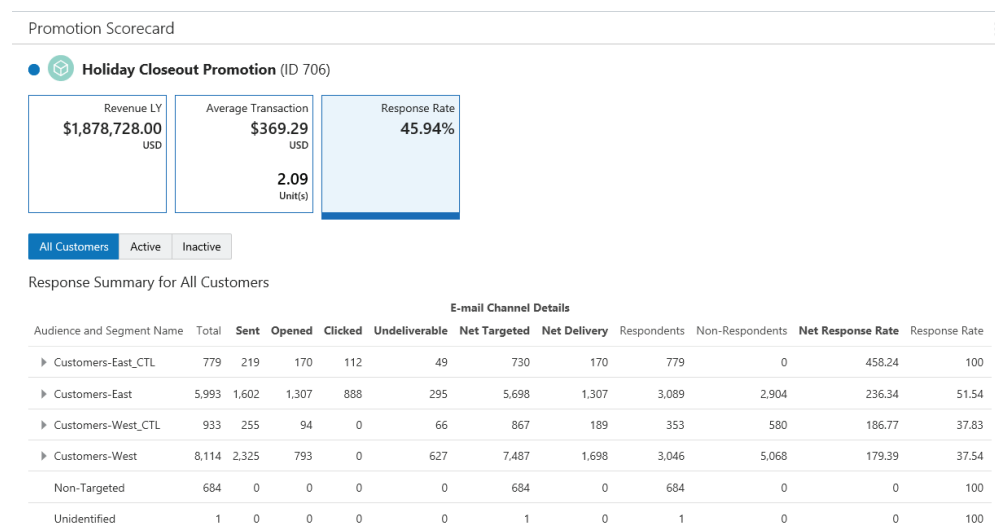 Promotion Scorecard
Holiday Closeout Promotion (ID 706)
Revenue LY
$1,878,728.00
USD
Average Transaction
$369.29
USD
2.09
Unit(s)
Response Rate
45.94%
All Customers Active Inactive
Response Summary for All Customers
E-mail Channel Details
Audience and Segment Name Total Sent Opened Clicked Undeliverable Net Targeted Net Delivery Respondents Non-Respondents Net Response Rate Response Rate
Customers-East_CTL 779 219 170 112 49 730 170 779 0 458.24 100
Customers-East 5,993 1,602 1,307 888 295 5,698 1,307 3,089 2,904 236.34 51.54
Customers-West_CTL 933 255 94 0 66 867 189 353 580 186.77 37.83
Customers-West 8,114 2,325 793 0 627 7,487 1,698 3,046 5,068 179.39 37.54
Non-Targeted 684 0 0 0 0 684 0 684 0 0 100
Unidentified 1 0 0 0 0 1 0 1 0 0 100